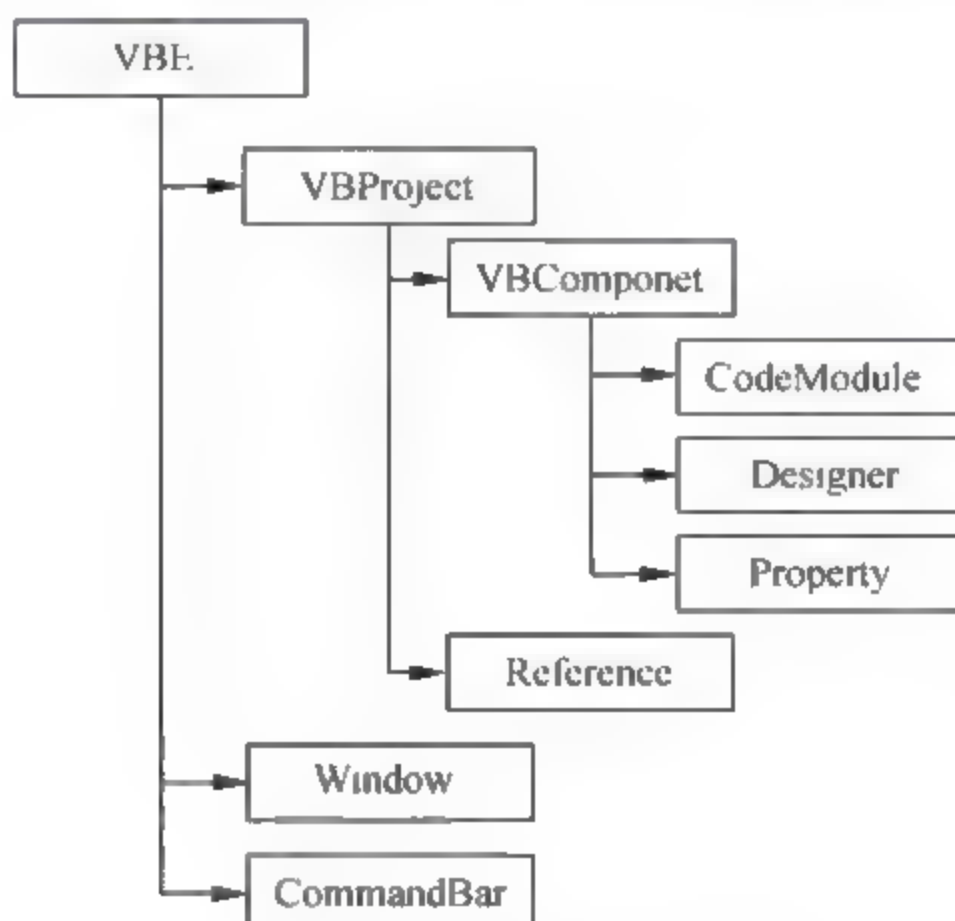 VBE
VBProject
VBComponet
CodeModule
Designer
Property
Reference
Window
CommandBar